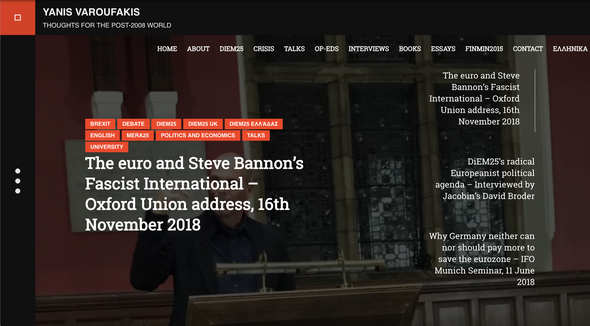 YANIS VAROUFAKIS
THOUGHTS FOR THE POST-2008 WORLD
HOME ABOUT DIEM25 CRISIS TALKS OP-EDS INTERVIEWS BOOKS ESSAYS FINMIN2015 CONTACT ΕΛΛΗΝΙΚΑ
BREXIT DEBATE DIEM25 DIEM25 UK DIEM25 ΕΛΛΆΔΑΣ
ENGLISH MERA25 POLITICS AND ECONOMICS TALKS
UNIVERSITY
The euro and Steve Bannon’s
Fascist International –
Oxford Union address, 16th
November 2018
The euro and Steve
Bannon’s Fascist
International – Oxford
Union address, 16th
November 2018
DiEM25’s radical
Europeanist political
agenda – Interviewed by
Jacobin’s David Broder
Why Germany neither can
nor should pay more to
save the eurozone – IFO
Munich Seminar, 11 June
2018